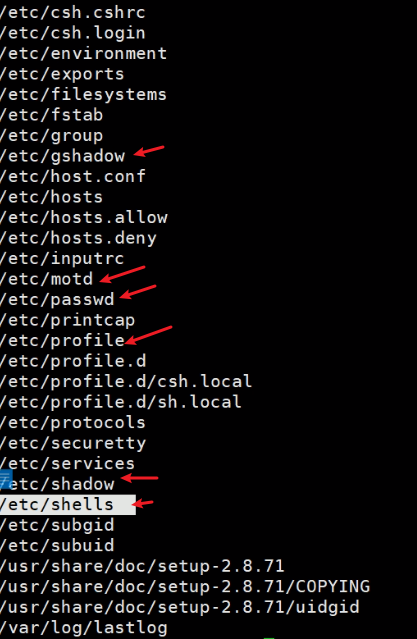 /etc/csh.cshrc
/etc/csh.login
/etc/environment
/etc/exports
/etc/filesystems
/etc/fstab
/etc/group
/etc/gshadow
/etc/host.conf
/etc/hosts
/etc/hosts.allow
/etc/hosts.deny
/etc/inputrc
/etc/motd
/etc/passwd
/etc/printcap
/etc/profile
/etc/profile.d
/etc/profile.d/csh.local
/etc/profile.d/sh.local
/etc/protocols
/etc/securetty
/etc/services
/etc/shadow
/etc/shells
/etc/subgid
/etc/subuid
/usr/share/doc/setup-2.8.71
/usr/share/doc/setup-2.8.71/COPYING
/usr/share/doc/setup-2.8.71/uidgid
/var/log/lastlog